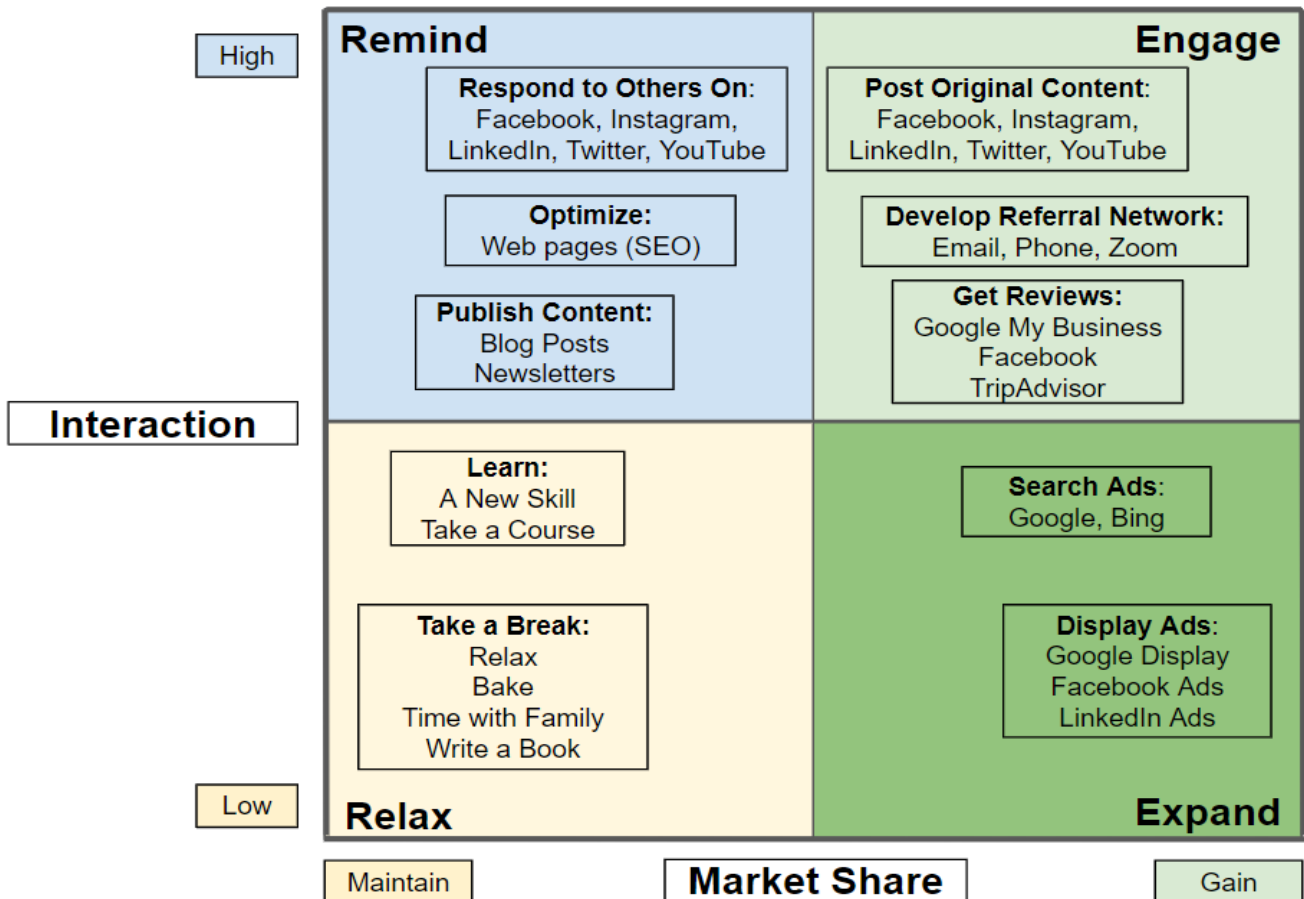 High
Remind
Respond to Others On:
Facebook, Instagram,
LinkedIn, Twitter, YouTube
Optimize:
Web pages (SEO)
Publish Content:
Blog Posts
Newsletters
Engage
Post Original Content:
Facebook, Instagram,
LinkedIn, Twitter, YouTube
Develop Referral Network:
Email, Phone, Zoom
Get Reviews:
Google My Business
Facebook
TripAdvisor
Interaction
Learn:
A New Skill
Take a Course
Take a Break:
Relax
Bake
Time with Family
Write a Book
Relax
Search Ads:
Google, Bing
Display Ads:
Google Display
Facebook Ads
LinkedIn Ads
Expand
Low
Maintain
Market Share
Gain